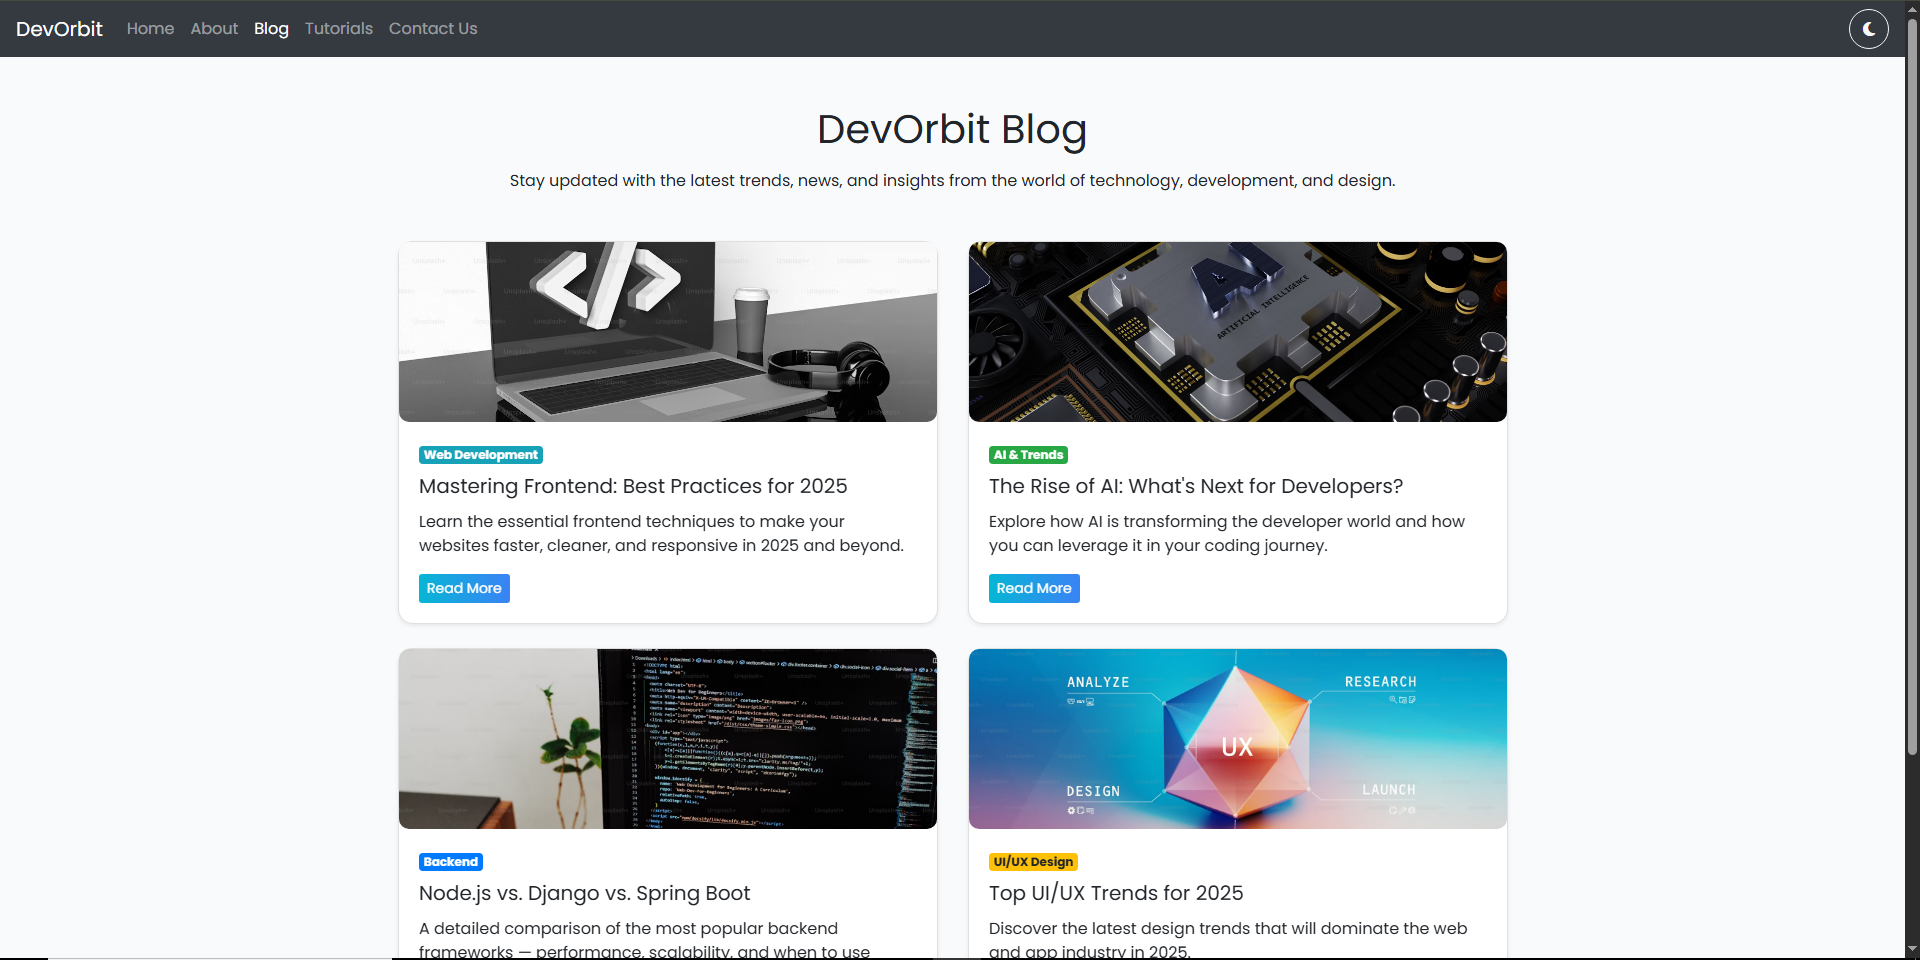 DevOrbit Home About Blog Tutorials Contact Us
DevOrbit Blog
Stay updated with the latest trends, news, and insights from the world of technology, development, and design.
</>
AI
ARTIFICIAL INTELLIGENCE
Web Development
Mastering Frontend: Best Practices for 2025
Learn the essential frontend techniques to make your
websites faster, cleaner, and responsive in 2025 and beyond.
Read More
AI & Trends
The Rise of AI: What's Next for Developers?
Explore how AI is transforming the developer world and how
you can leverage it in your coding journey.
Read More
ANALYZE
RESEARCH
UX
DESIGN
LAUNCH
Backend
Node.js vs. Django vs. Spring Boot
A detailed comparison of the most popular backend
frameworks — performance, scalability, and when to use
UI/UX Design
Top UI/UX Trends for 2025
Discover the latest design trends that will dominate the web
and app industry in 2025.